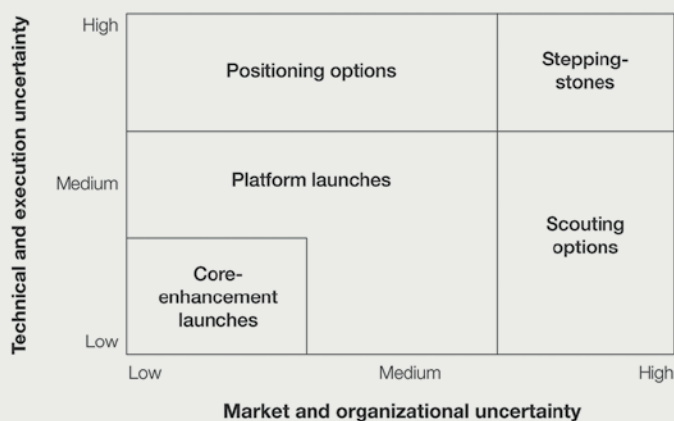 Technical and execution uncertainty
High
Medium
Low
Positioning options
Stepping-
stones
Platform launches
Scouting
options
Core-
enhancement
launches
Low
Medium
High
Market and organizational uncertainty